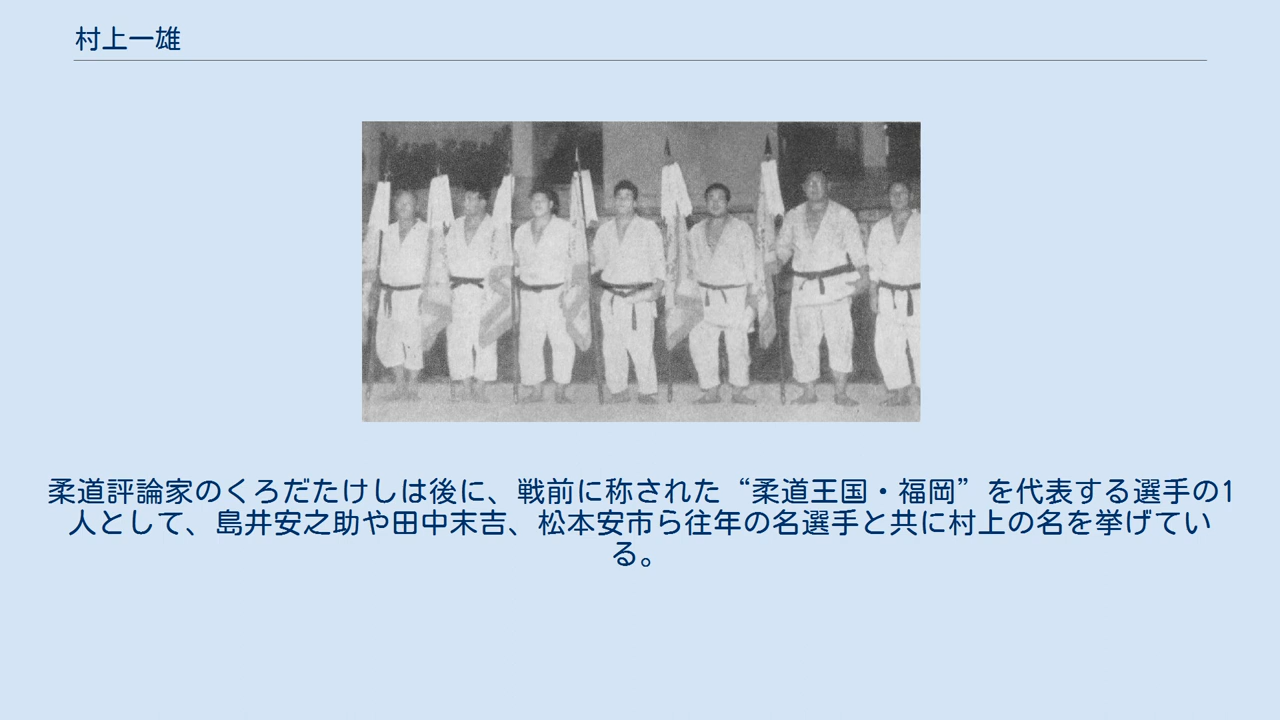 村上一雄
柔道評論家のくろだたけしは後に、戦前に称された“柔道王国・福岡”を代表する選手の1
人として、島井安之助や田中末吉、松本安市ら往年の名選手と共に村上の名を挙げてい
る。